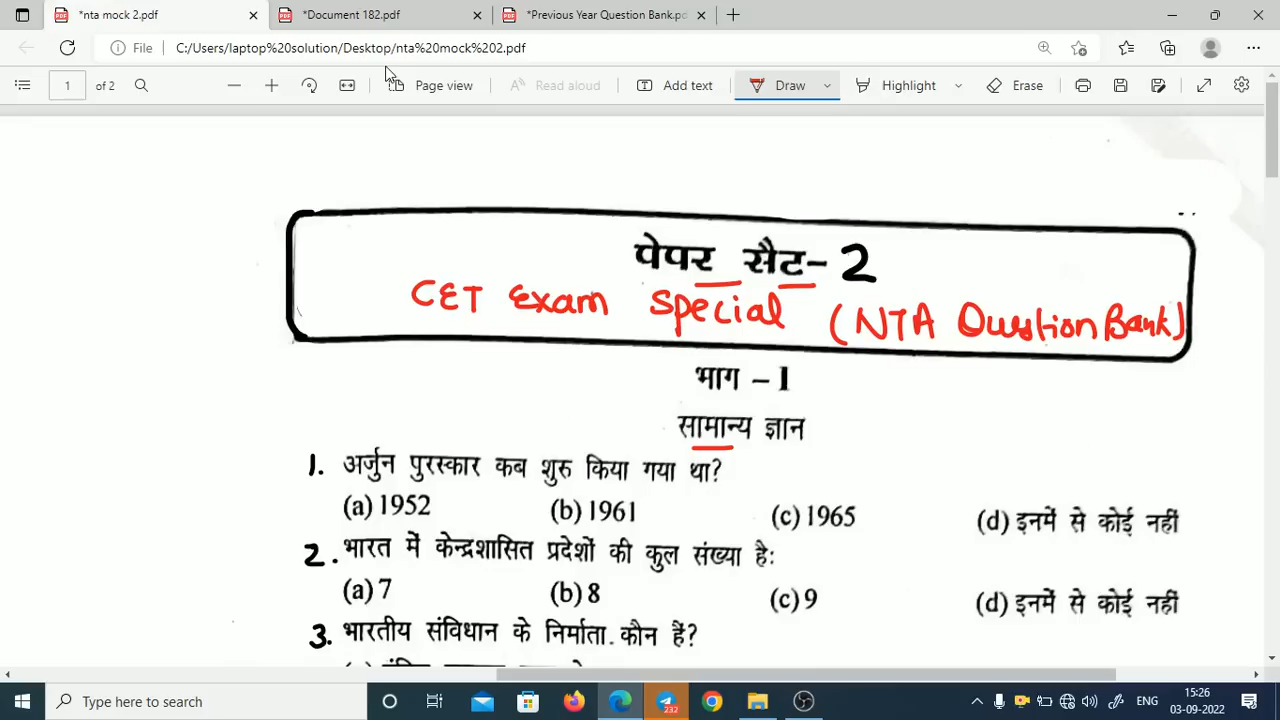 *nta mock 2.pdf *Document 182.pdf *Previous Year Question Bank.pd
File C:/Users/laptop%20solution/Desktop/nta%20mock%202.pdf
1 of 2 Page view Read aloud Add text Draw Highlight Erase
पेपर सैट- 2
CET Exam Special (NTA Question Bank)
भाग - 1
सामान्य ज्ञान
1. अर्जुन पुरस्कार कब शुरु किया गया था?
(a) 1952 (b) 1961 (c) 1965 (d) इनमें से कोई नहीं
2. भारत में केन्द्रशासित प्रदेशों की कुल संख्या है:
(a) 7 (b) 8 (c) 9 (d) इनमें से कोई नहीं
3. भारतीय संविधान के निर्माता कौन हैं?
Type here to search 232 ENG 15:26
03-09-2022